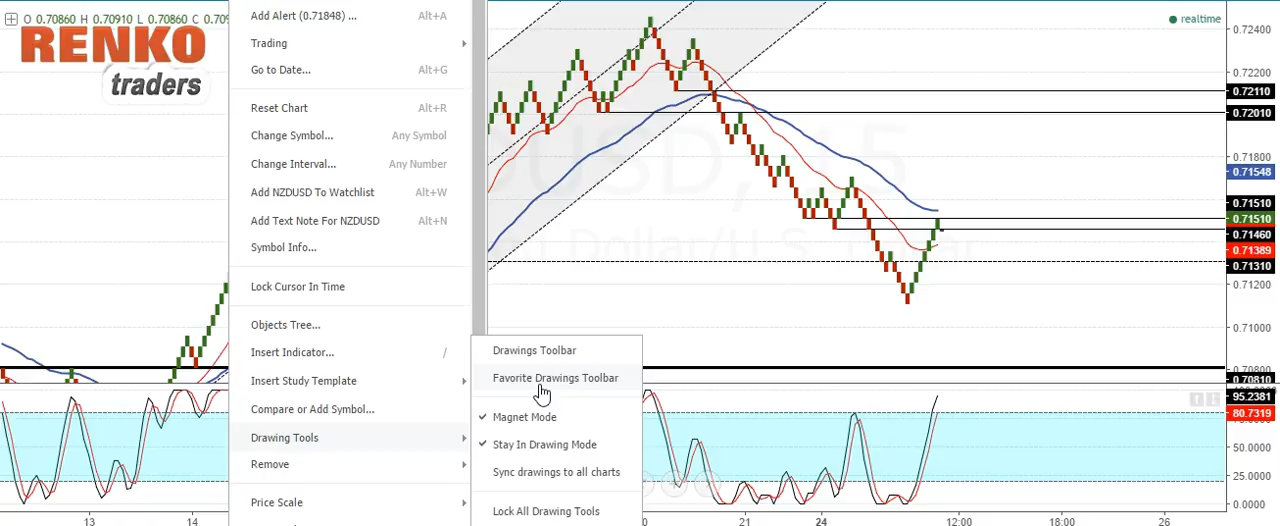 O 0.70860 H 0.70910 L 0.70860 C 0.709
RENKO
traders
Add Alert (0.71848) ... Alt+A
Trading
Go to Date... Alt+G
Reset Chart Alt+R
Change Symbol... Any Symbol
Change Interval... Any Number
Add NZDUSD To Watchlist Alt+W
Add Text Note For NZDUSD Alt+N
Symbol Info...
Lock Cursor In Time
Objects Tree...
Insert Indicator... /
Insert Study Template
Compare or Add Symbol...
Drawing Tools
Remove
Price Scale
Drawings Toolbar
Favorite Drawings Toolbar
Magnet Mode
Stay In Drawing Mode
Sync drawings to all charts
Lock All Drawing Tools
realtime
DUSD, 15
Dollar/U.S.
0.72400
0.72200
0.72110
0.72010
0.71800
0.71548
0.71510
0.71510
0.71460
0.71389
0.71310
0.71200
0.71000
0.70810
95.2381
80.7319
50.0000
25.0000
0.0000
13
14
21
24
12:00
18:00
26